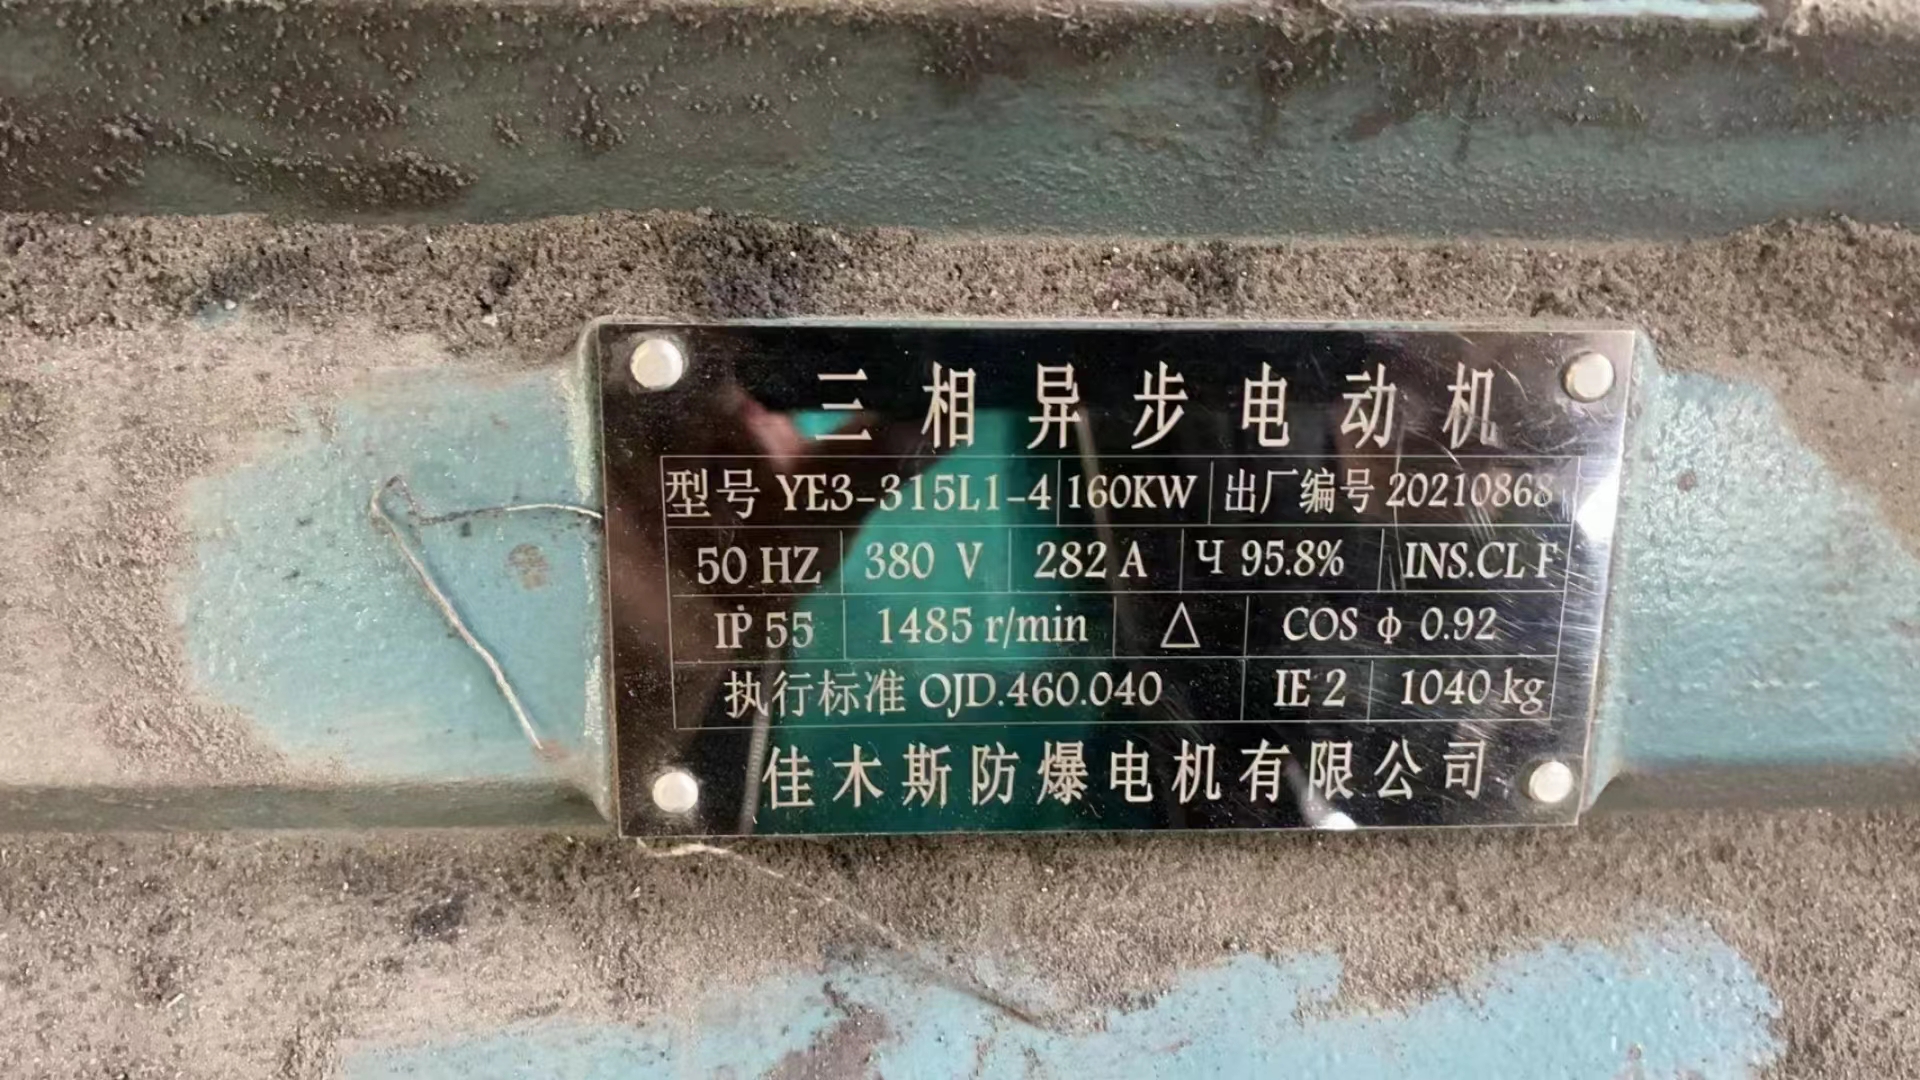 三相异步电动机
型号 YE3-315L1-4 160KW 出厂编号 20210868
50 HZ 380 V 282 A Ч 95.8% INS.CL F
IP 55 1485 r/min △ COS ф 0.92
执行标准 OJD.460.040 IE 2 1040 kg
佳木斯防爆电机有限公司